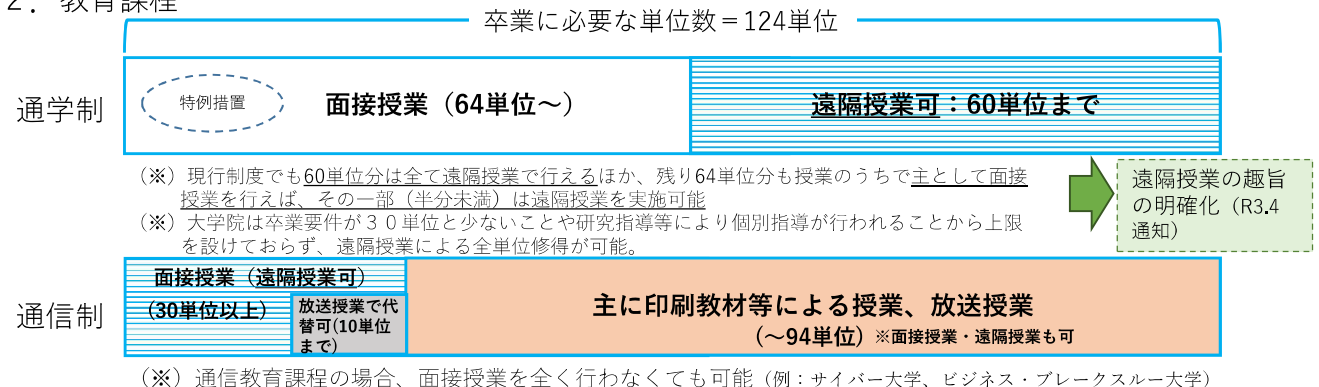 2．教育課程
卒業に必要な単位数＝124単位
通学制
特例措置
面接授業（64単位～）
遠隔授業可：60単位まで
（※）現行制度でも60単位分は全て遠隔授業で行えるほか、残り64単位分も授業のうちで主として面接
授業を行えば、その一部（半分未満）は遠隔授業を実施可能
（※）大学院は卒業要件が３０単位と少ないことや研究指導等により個別指導が行われることから上限
を設けておらず、遠隔授業による全単位修得が可能。
遠隔授業の趣旨
の明確化（R3.4
通知）
通信制
面接授業（遠隔授業可）
（30単位以上）
放送授業で代
替可(10単位
まで)
主に印刷教材等による授業、放送授業
（～94単位）※面接授業・遠隔授業も可
（※）通信教育課程の場合、面接授業を全く行わなくても可能（例：サイバー大学、ビジネス・ブレークスルー大学）